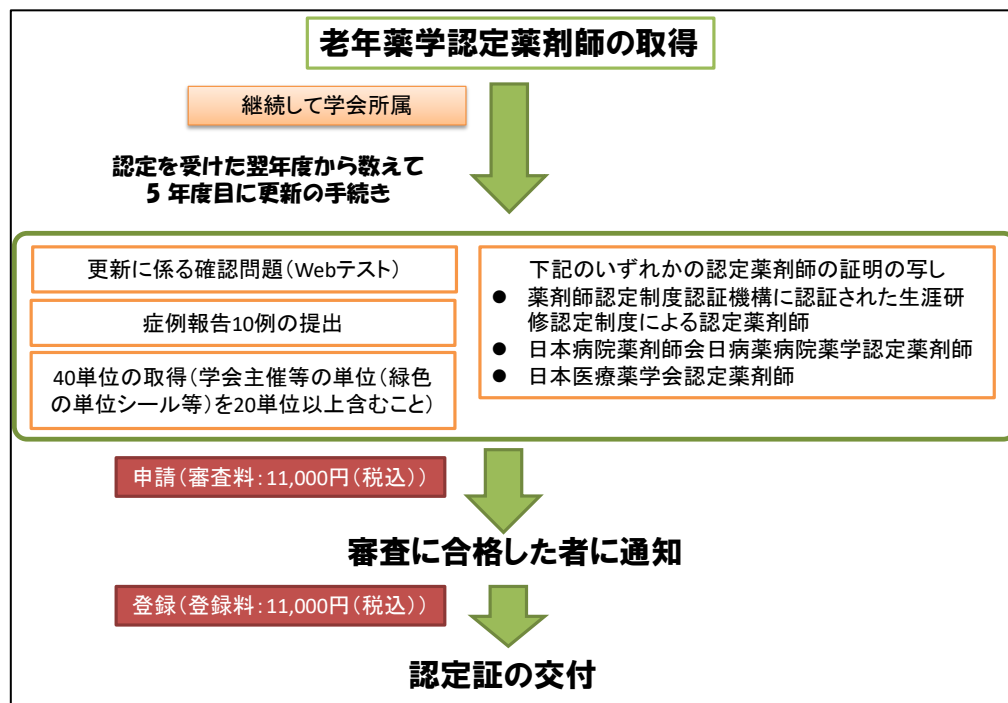 老年薬学認定薬剤師の取得
継続して学会所属
認定を受けた翌年度から数えて
5 年度目に更新の手続き
更新に係る確認問題(Webテスト)
症例報告10例の提出
40単位の取得(学会主催等の単位(緑色
の単位シール等)を20単位以上含むこと)
下記のいずれかの認定薬剤師の証明の写し
● 薬剤師認定制度認証機構に認証された生涯研
修認定制度による認定薬剤師
● 日本病院薬剤師会日病薬病院薬学認定薬剤師
● 日本医療薬学会認定薬剤師
申請(審査料:11,000円(税込))
審査に合格した者に通知
登録(登録料:11,000円(税込))
認定証の交付